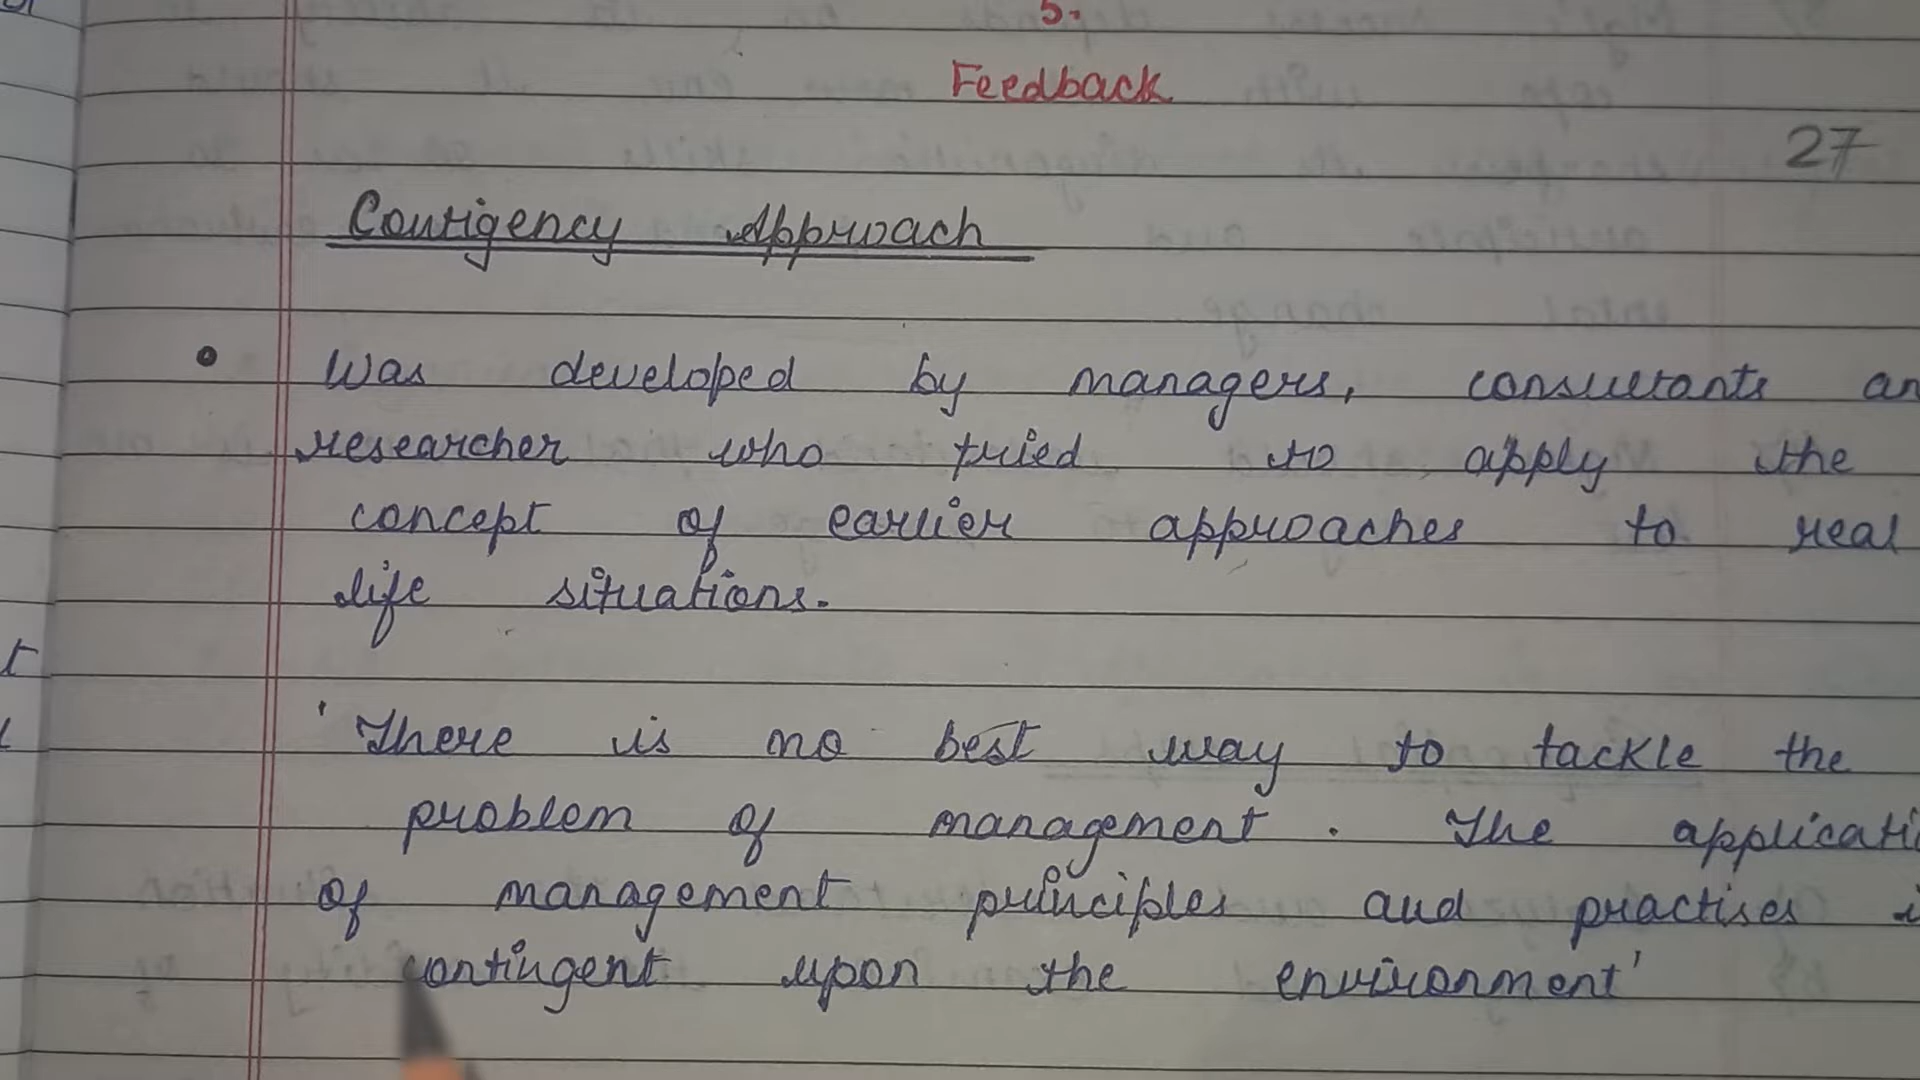 5.
Feedback
27
Contigency Approach
Was developed by managers, consultants an
researcher who tried to apply the
concept of earlier approaches to real
life situations.
'There is no best way to tackle the
problem of management. The applicati
of management principles and practises i
contingent upon the environment'